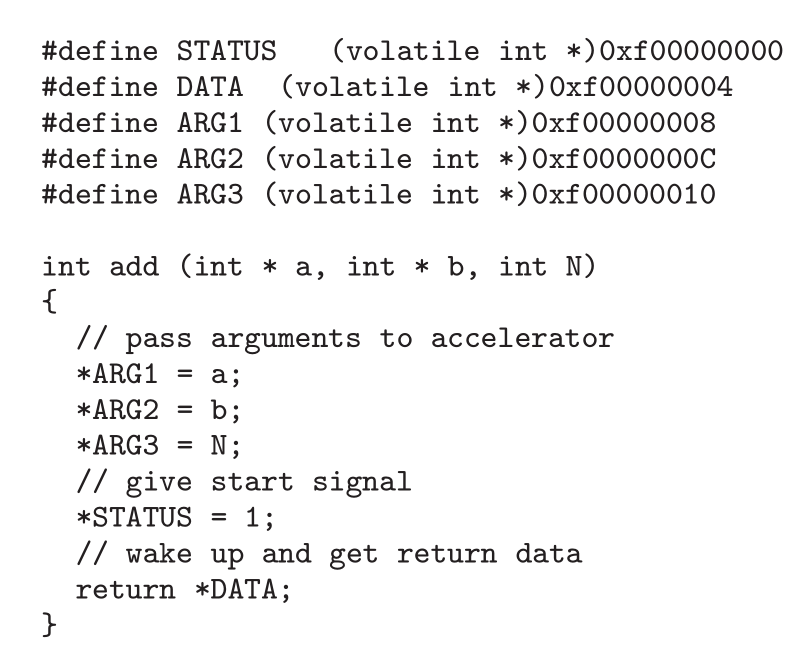 #define STATUS   (volatile int *)0xf00000000
#define DATA  (volatile int *)0xf00000004
#define ARG1 (volatile int *)0xf00000008
#define ARG2 (volatile int *)0xf0000000C
#define ARG3 (volatile int *)0xf00000010

int add (int * a, int * b, int N)
{
  // pass arguments to accelerator
  *ARG1 = a;
  *ARG2 = b;
  *ARG3 = N;
  // give start signal
  *STATUS = 1;
  // wake up and get return data
  return *DATA;
}